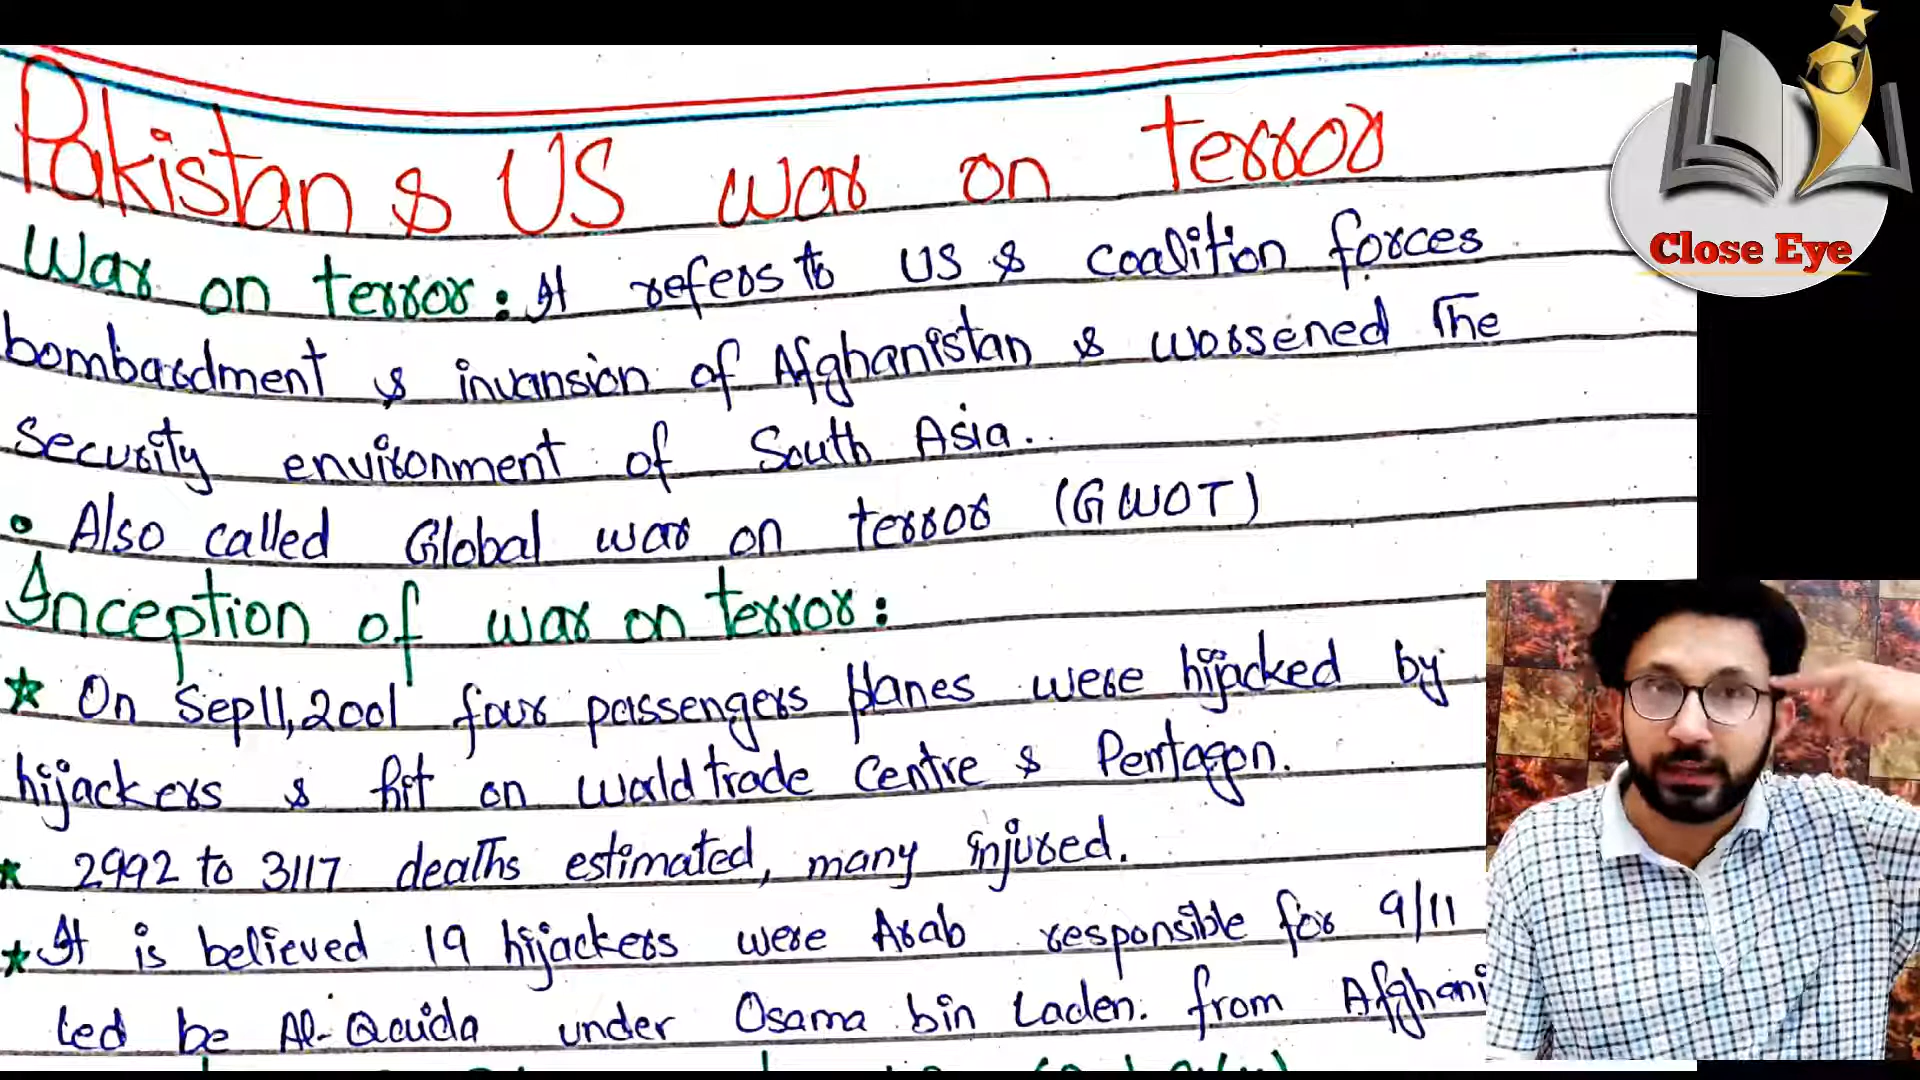 Pakistan & US war on terror
War on terror: It refers to US & coalition forces
bombardment & invansion of Afghanistan & worsened The
Security environment of South Asia.
• Also called Global war on terror (GWOT)
Inception of war on terror:
★ On Sep11, 2001 four passengers planes were hijacked by
hijackers & hit on world trade Centre & Pentagon.
★ 2992 to 3117 deaths estimated, many injured.
★ It is believed 19 hijackers were Arab responsible for 9/11
led be Al-Qauida under Osama bin Laden. from Afghani
Close Eye